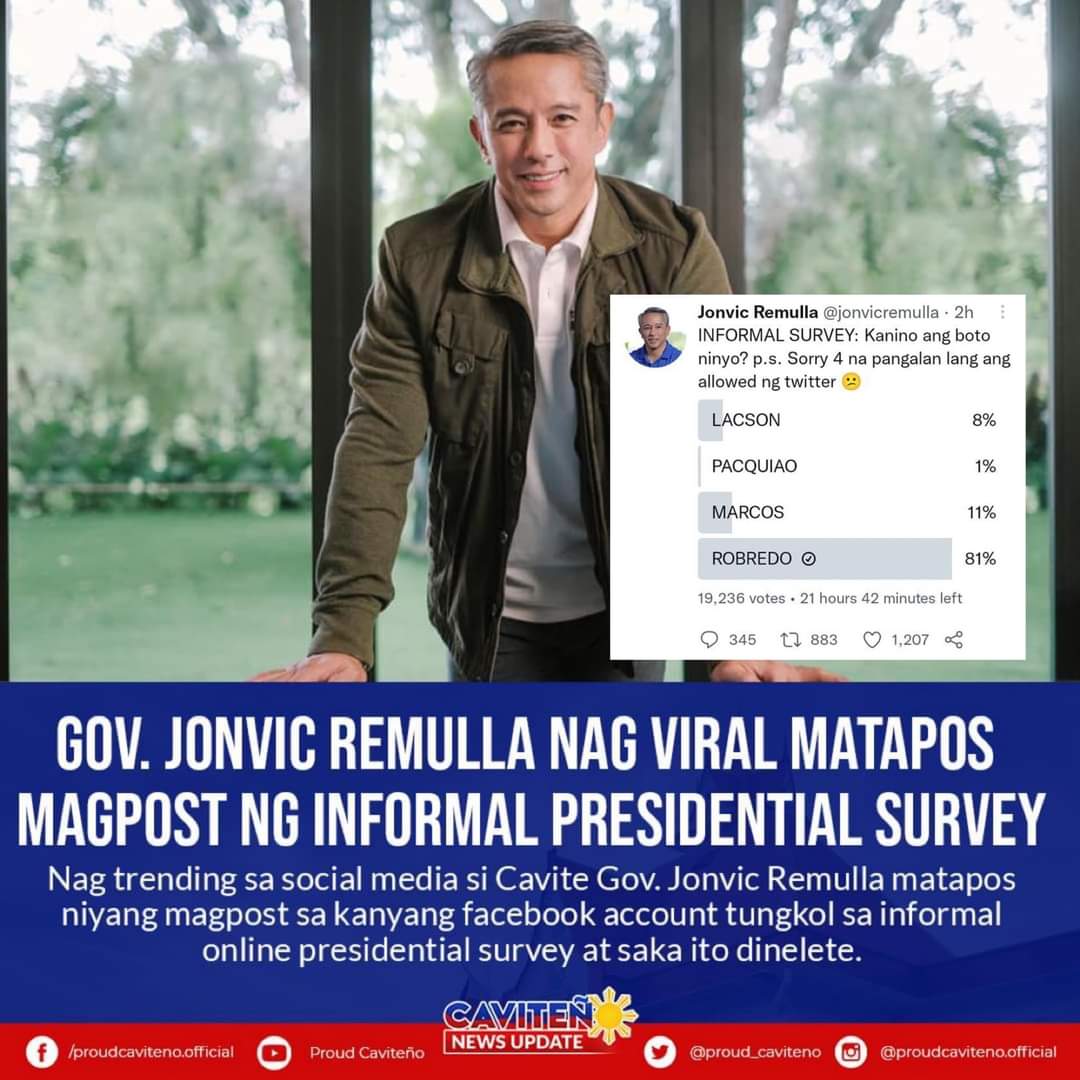 Jonvic Remulla @jonvicremulla · 2h
INFORMAL SURVEY: Kanino ang boto
ninyo? p.s. Sorry 4 na pangalan lang ang
allowed ng twitter 😕
LACSON 8%
PACQUIAO 1%
MARCOS 11%
ROBREDO 81%
19,236 votes • 21 hours 42 minutes left
345 883 1,207
GOV. JONVIC REMULLA NAG VIRAL MATAPOS
MAGPOST NG INFORMAL PRESIDENTIAL SURVEY
Nag trending sa social media si Cavite Gov. Jonvic Remulla matapos
niyang magpost sa kanyang facebook account tungkol sa informal
online presidential survey at saka ito dinelete.
CAVITEÑ
NEWS UPDATE
/proudcaviteno.official Proud Caviteño @proud_caviteno @proudcaviteno.official